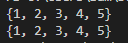 {1, 2, 3, 4, 5}
{1, 2, 3, 4, 5}